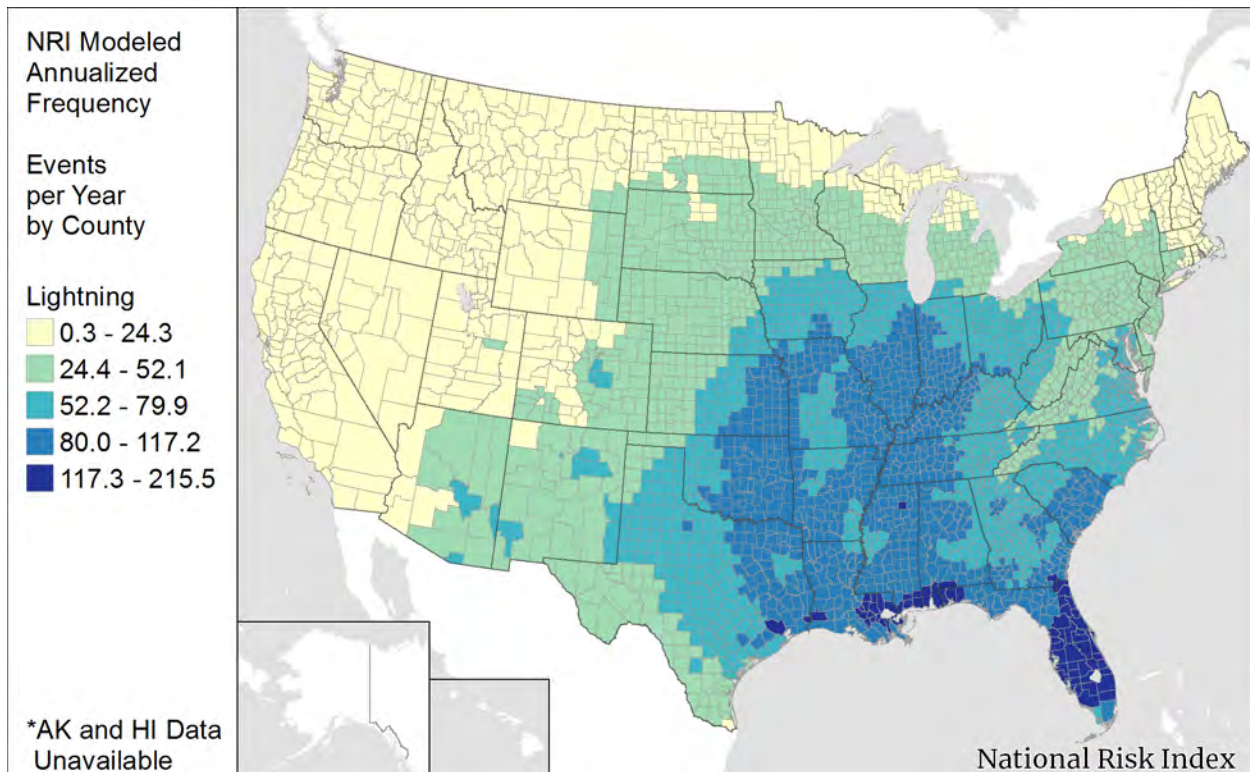 NRI Modeled
Annualized
Frequency
Events
per Year
by County
Lightning
0.3 - 24.3
24.4 - 52.1
52.2 - 79.9
80.0 - 117.2
117.3 - 215.5
*AK and HI Data
Unavailable
National Risk Index